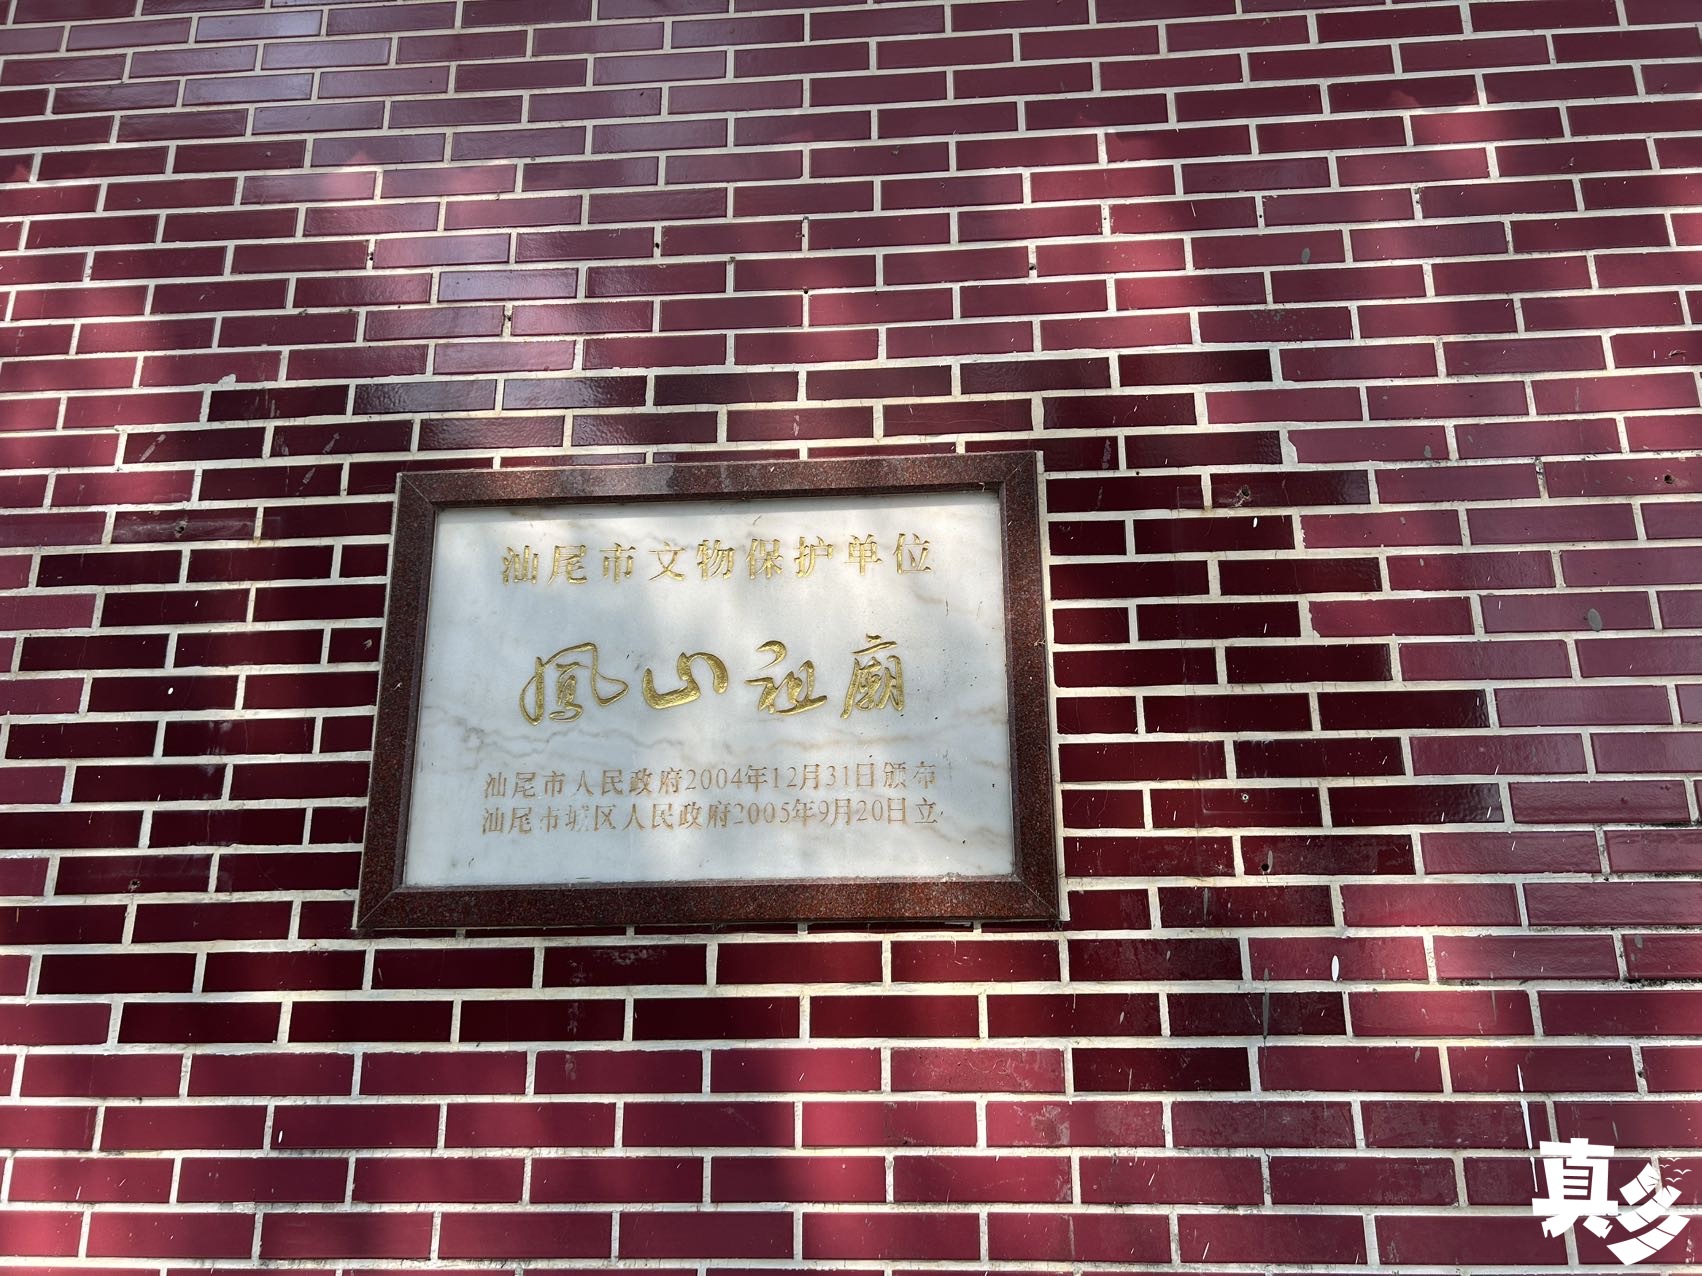 汕尾市文物保护单位
鳳山祖廟
汕尾市人民政府2004年12月31日颁布
汕尾市城区人民政府2005年9月20日立
真乡